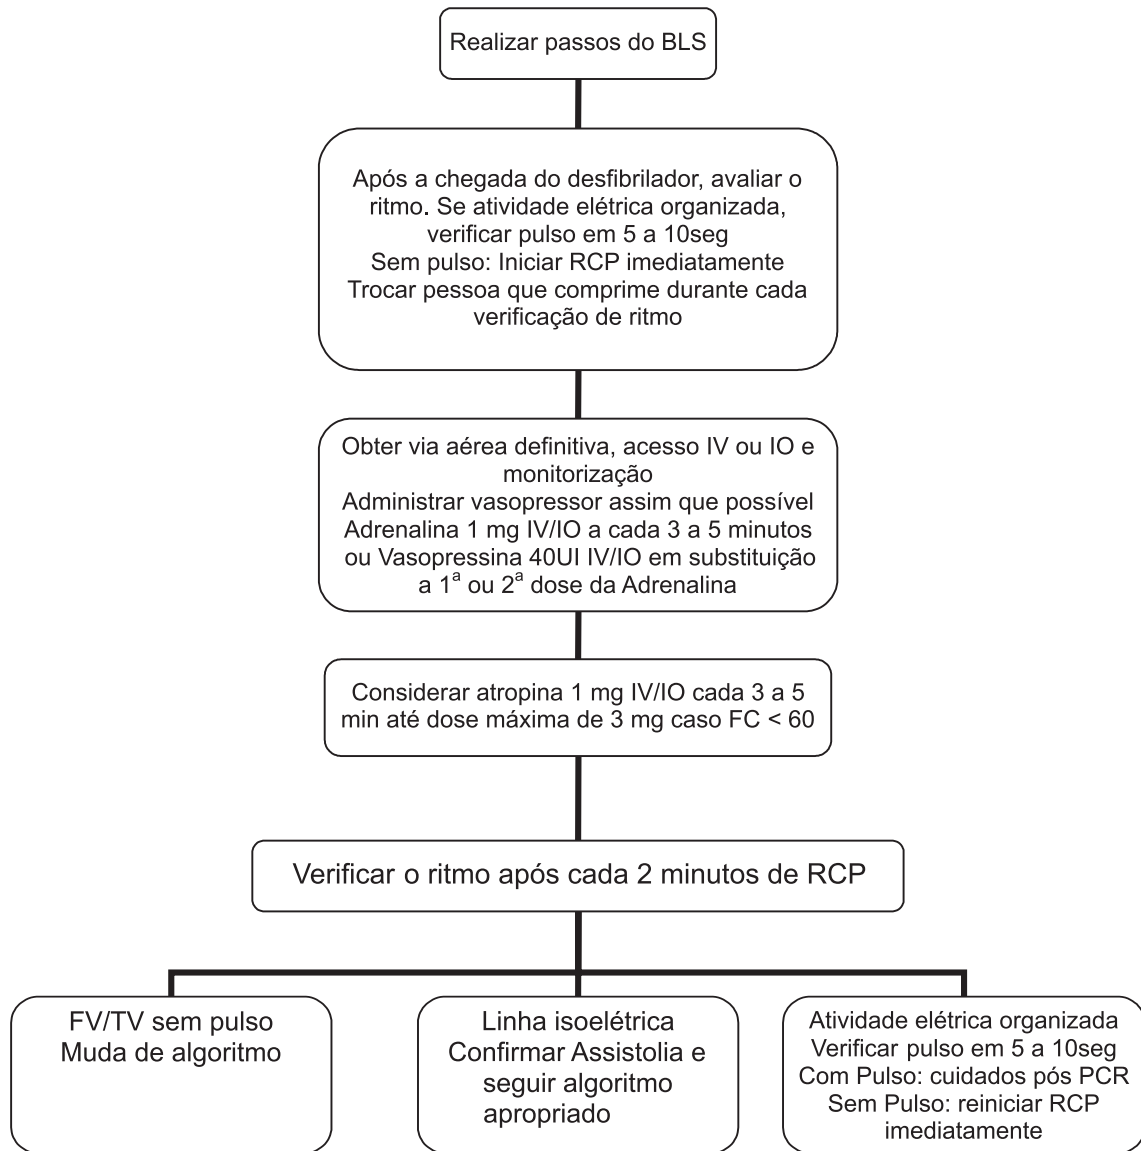 Realizar passos do BLS
Após a chegada do desfibrilador, avaliar o
ritmo. Se atividade elétrica organizada,
verificar pulso em 5 a 10seg
Sem pulso: Iniciar RCP imediatamente
Trocar pessoa que comprime durante cada
verificação de ritmo
Obter via aérea definitiva, acesso IV ou IO e
monitorização
Administrar vasopressor assim que possível
Adrenalina 1 mg IV/IO a cada 3 a 5 minutos
ou Vasopressina 40UI IV/IO em substituição
a 1ª ou 2ª dose da Adrenalina
Considerar atropina 1 mg IV/IO cada 3 a 5
min até dose máxima de 3 mg caso FC < 60
Verificar o ritmo após cada 2 minutos de RCP
FV/TV sem pulso
Muda de algoritmo
Linha isoelétrica
Confirmar Assistolia e
seguir algoritmo
apropriado
Atividade elétrica organizada
Verificar pulso em 5 a 10seg
Com Pulso: cuidados pós PCR
Sem Pulso: reiniciar RCP
imediatamente